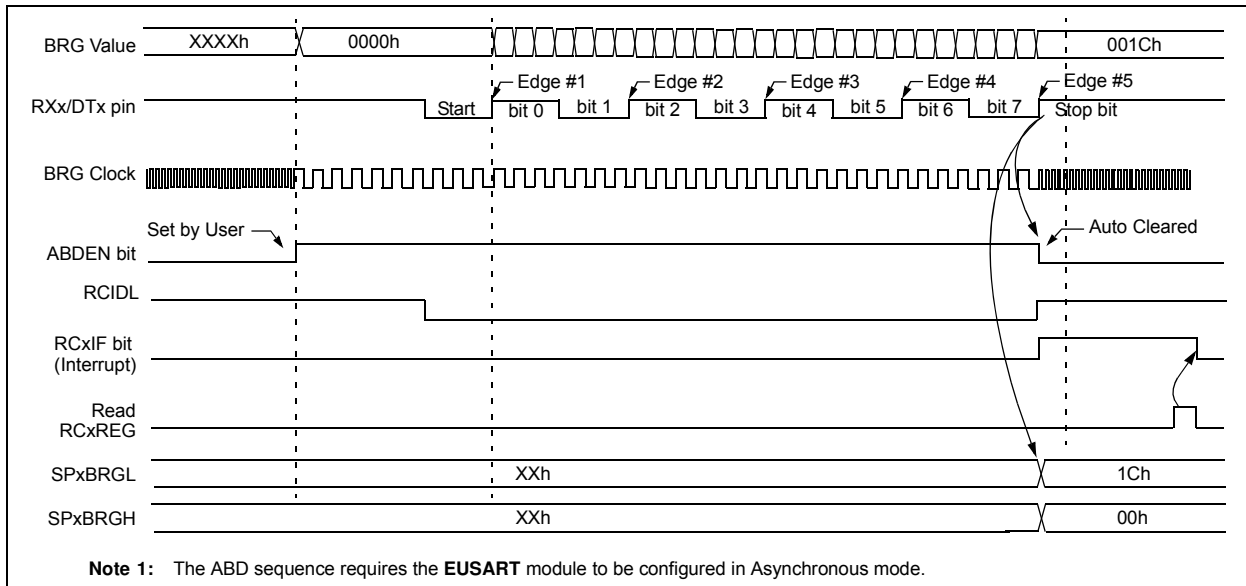 BRG Value XXXXh 0000h 001Ch
Edge #1 Edge #2 Edge #3 Edge #4 Edge #5
RXx/DTx pin Start bit 0 bit 1 bit 2 bit 3 bit 4 bit 5 bit 6 bit 7 Stop bit
BRG Clock
Set by User Auto Cleared
ABDEN bit
RCIDL
RCxIF bit
(Interrupt)
Read
RCxREG
SPxBRGL XXh 1Ch
SPxBRGH XXh 00h
Note 1: The ABD sequence requires the EUSART module to be configured in Asynchronous mode.